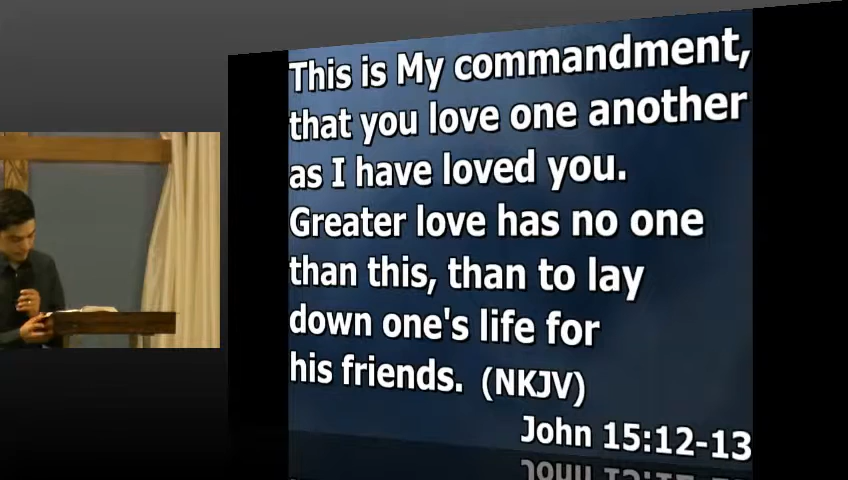 This is My commandment,
that you love one another
as I have loved you.
Greater love has no one
than this, than to lay
down one's life for
his friends. (NKJV)
John 15:12-13